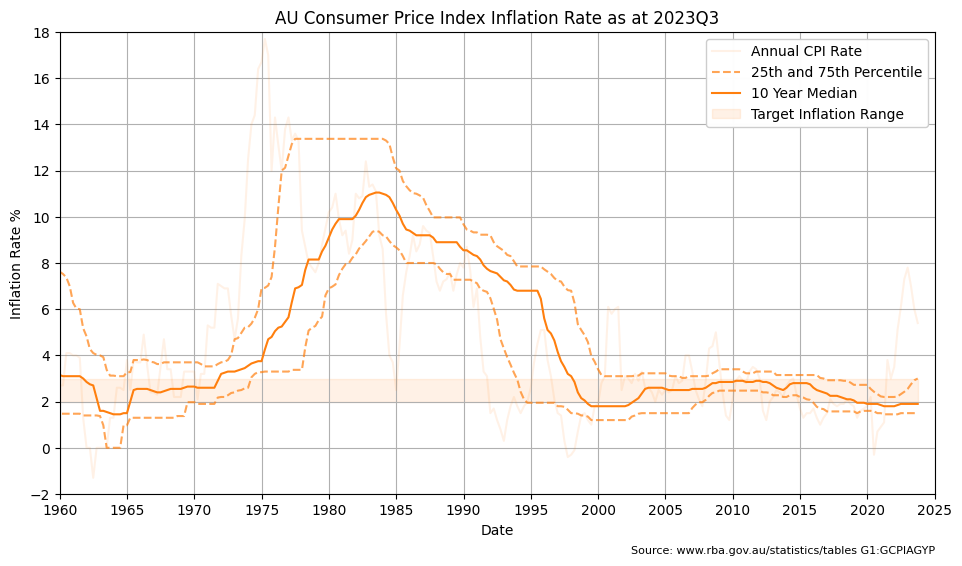 AU Consumer Price Index Inflation Rate as at 2023Q3
Annual CPI Rate
25th and 75th Percentile
10 Year Median
Target Inflation Range
Inflation Rate %
18
16
14
12
10
8
6
4
2
0
−2
1960 1965 1970 1975 1980 1985 1990 1995 2000 2005 2010 2015 2020 2025
Date
Source: www.rba.gov.au/statistics/tables G1:GCPIAGYP